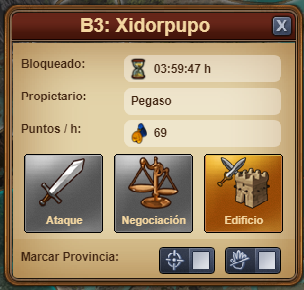 B3: Xidorpupo
Bloqueado: 03:59:47 h
Propietario: Pegaso
Puntos / h: 69
Ataque Negociación Edificio
Marcar Provincia: